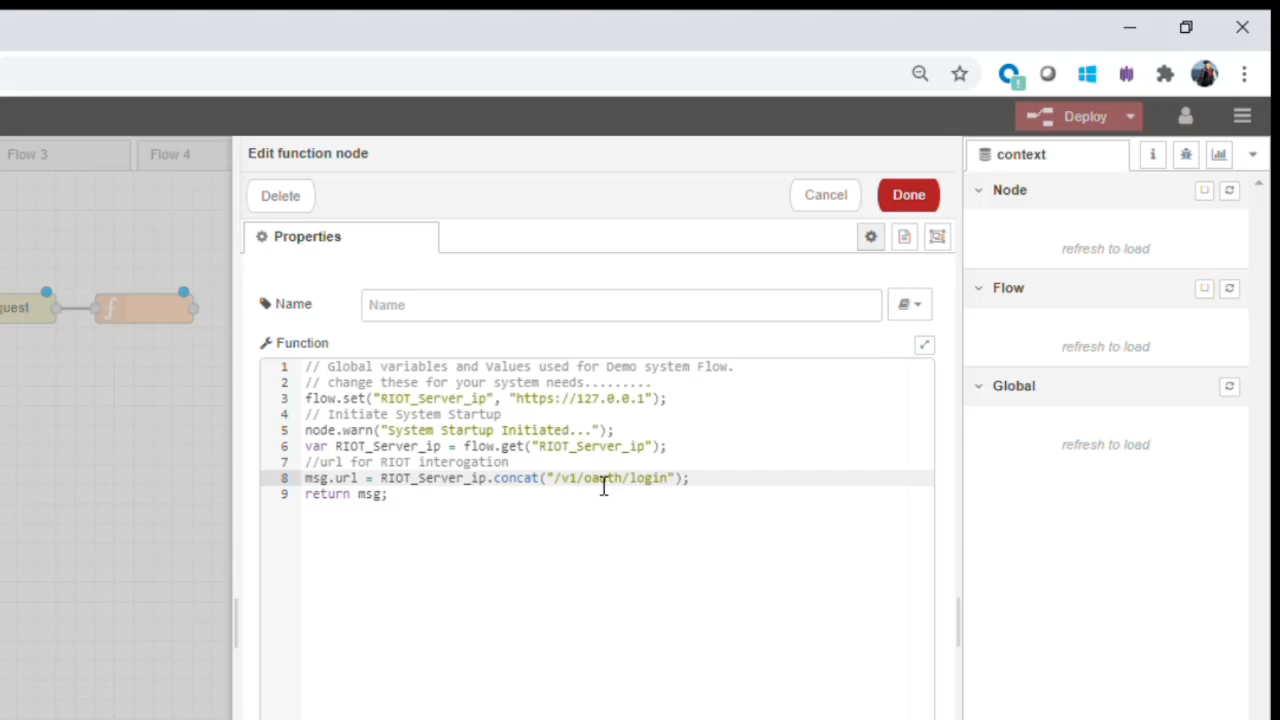 Deploy
Flow 3
Flow 4
quest
Edit function node
Delete
Cancel
Done
Properties
Name
Name
Function
1 // Global variables and Values used for Demo system Flow.
2 // change these for your system needs.........
3 flow.set("RIOT_Server_ip", "https://127.0.0.1");
4 // Initiate System Startup
5 node.warn("System Startup Initiated...");
6 var RIOT_Server_ip = flow.get("RIOT_Server_ip");
7 //url for RIOT interogation
8 msg.url = RIOT_Server_ip.concat("/v1/oauth/login");
9 return msg;
context
i
Node
refresh to load
Flow
refresh to load
Global
refresh to load